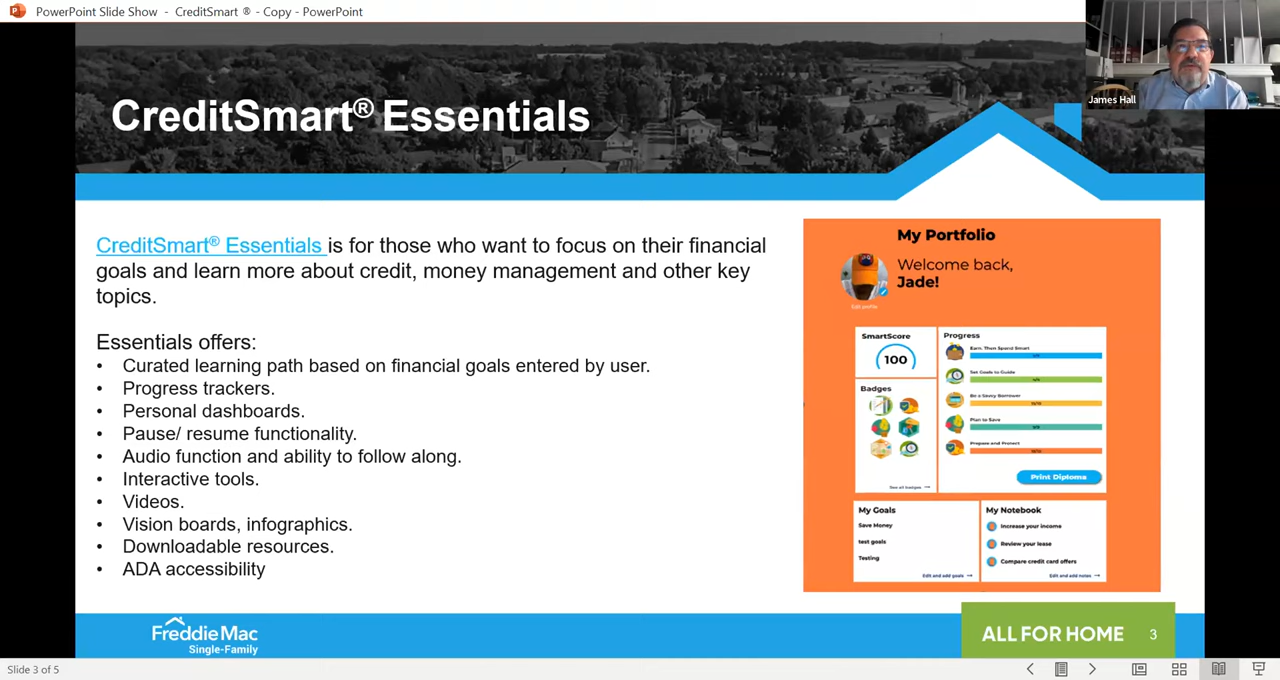 PowerPoint Slide Show - CreditSmart ® - Copy - PowerPoint
James Hall
CreditSmart® Essentials
CreditSmart® Essentials is for those who want to focus on their financial
goals and learn more about credit, money management and other key
topics.
Essentials offers:
• Curated learning path based on financial goals entered by user.
• Progress trackers.
• Personal dashboards.
• Pause/ resume functionality.
• Audio function and ability to follow along.
• Interactive tools.
• Videos.
• Vision boards, infographics.
• Downloadable resources.
• ADA accessibility
My Portfolio
Welcome back,
Jade!
Edit profile
SmartScore
100
Badges
See all badges →
Progress
Earn, Then Spend Smart
Set Goals to Guide
Be a Savvy Borrower
Plan to Save
Prepare and Protect
Print Diploma
My Goals
Save Money
test goals
Testing
Edit and add goals →
My Notebook
Increase your income
Review your lease
Compare credit card offers
Edit and add notes →
Freddie Mac
Single-Family
ALL FOR HOME
3
Slide 3 of 5